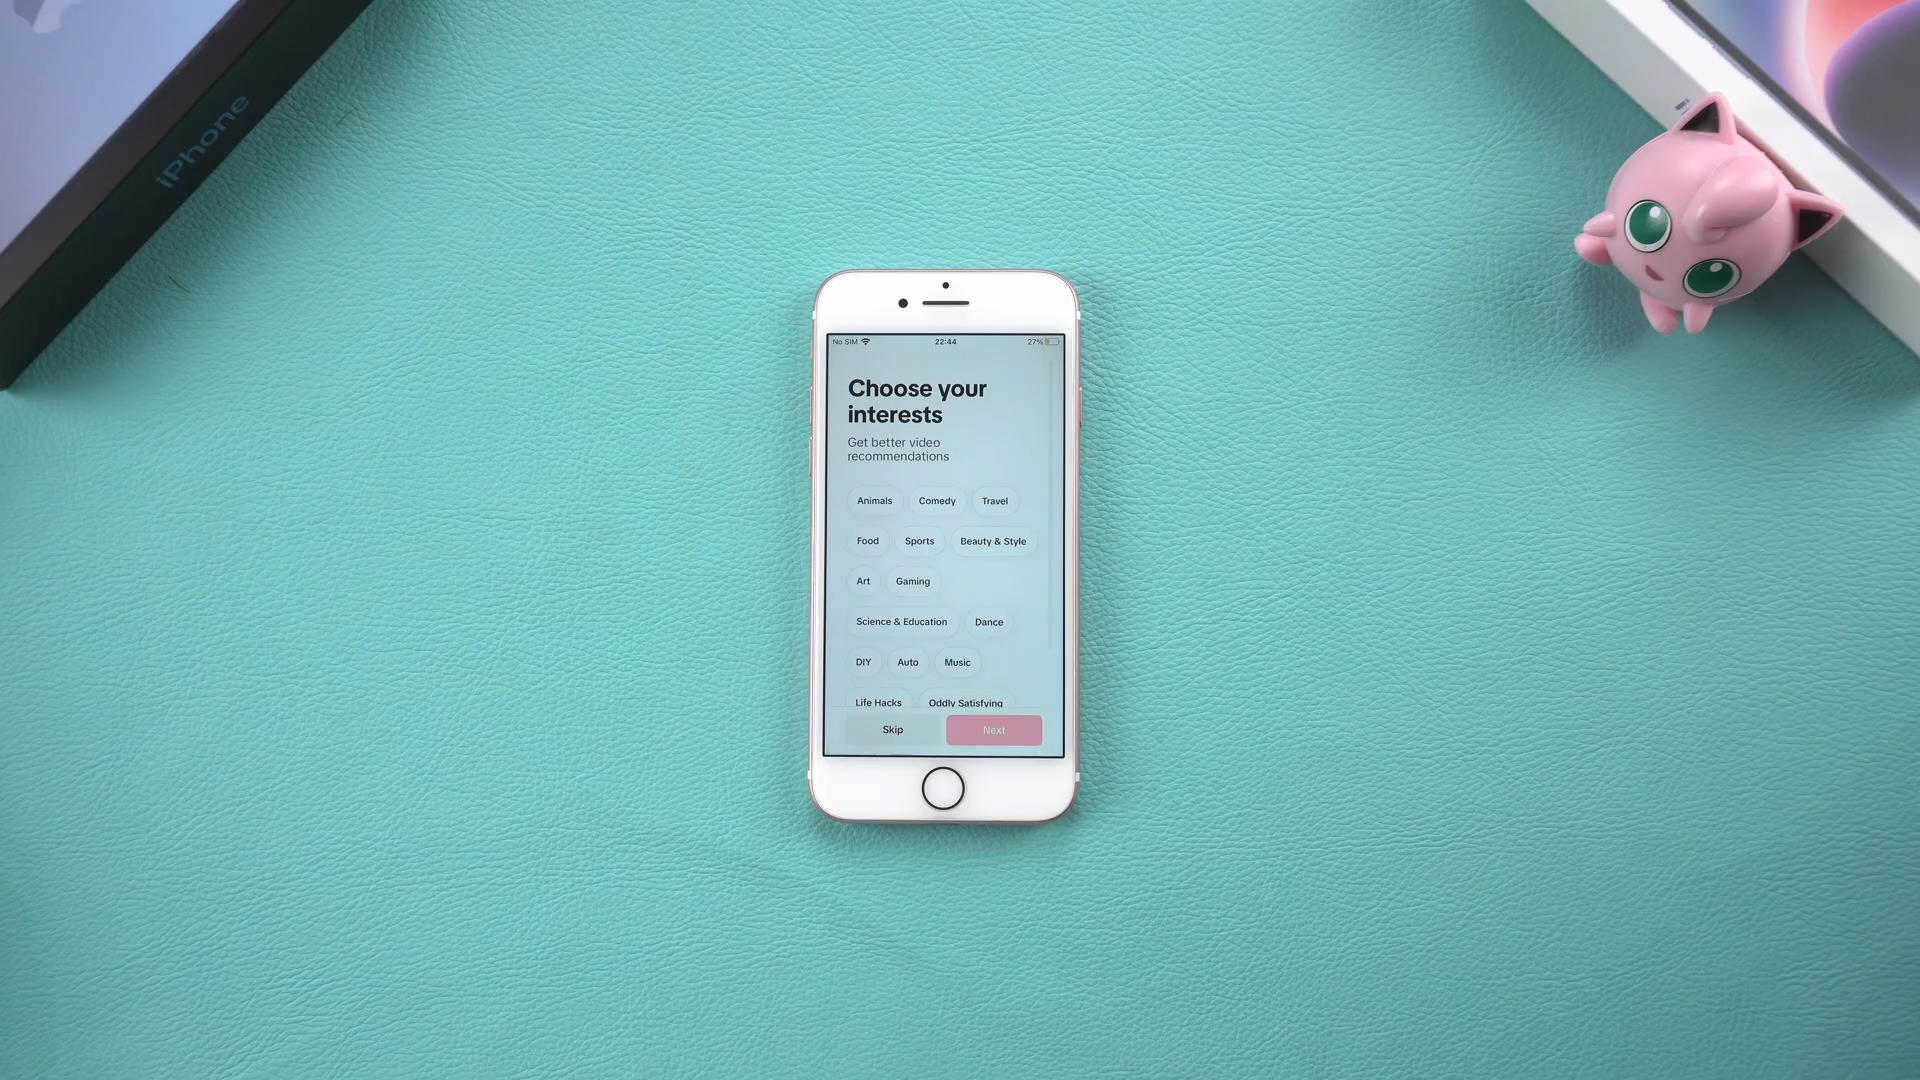 iPhone
No SIM 22:44 27%
Choose your
interests
Get better video
recommendations
Animals Comedy Travel
Food Sports Beauty & Style
Art Gaming
Science & Education Dance
DIY Auto Music
Life Hacks Oddly Satisfying
Skip Next